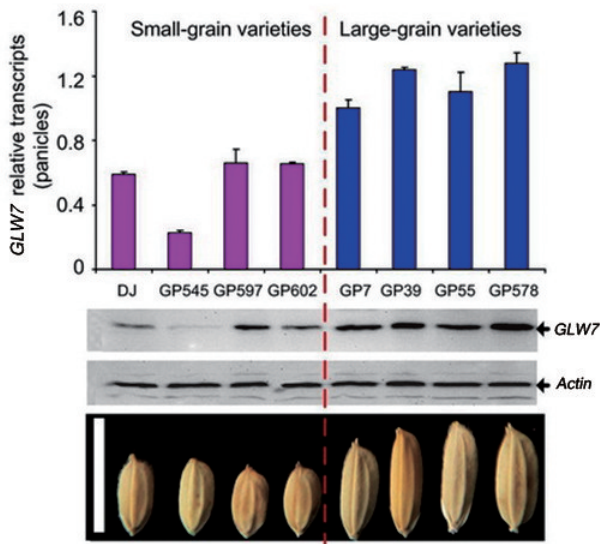 Small-grain varieties Large-grain varieties
GLW7 relative transcripts
(panicles)
1.6
1.2
0.8
0.4
0
DJ GP545 GP597 GP602 GP7 GP39 GP55 GP578
GLW7
Actin